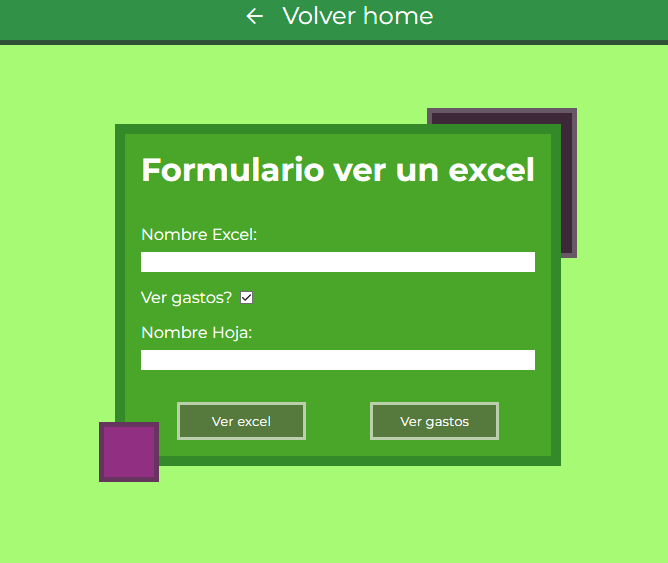 ← Volver home
Formulario ver un excel
Nombre Excel:
Ver gastos?
Nombre Hoja:
Ver excel
Ver gastos